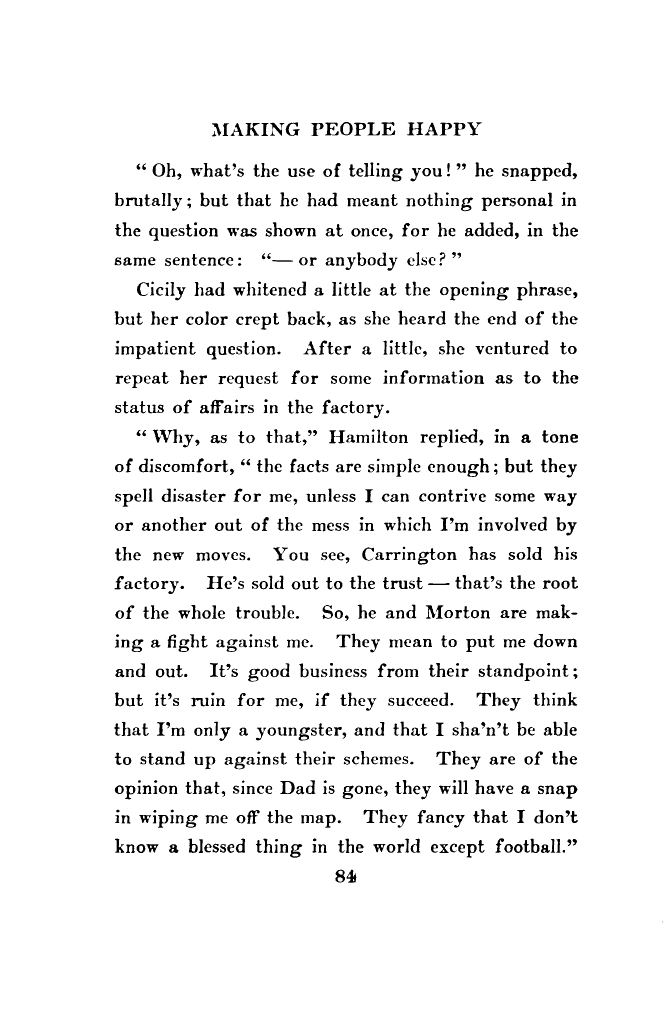 MAKING PEOPLE HAPPY
“ Oh, what’s the use of telling you! ” he snapped,
brutally; but that he had meant nothing personal in
the question was shown at once, for he added, in the
same sentence: “— or anybody else? ”
Cicily had whitened a little at the opening phrase,
but her color crept back, as she heard the end of the
impatient question. After a little, she ventured to
repeat her request for some information as to the
status of affairs in the factory.
“ Why, as to that,” Hamilton replied, in a tone
of discomfort, “ the facts are simple enough; but they
spell disaster for me, unless I can contrive some way
or another out of the mess in which I’m involved by
the new moves. You see, Carrington has sold his
factory. He’s sold out to the trust — that’s the root
of the whole trouble. So, he and Morton are mak-
ing a fight against me. They mean to put me down
and out. It’s good business from their standpoint;
but it’s ruin for me, if they succeed. They think
that I’m only a youngster, and that I sha’n’t be able
to stand up against their schemes. They are of the
opinion that, since Dad is gone, they will have a snap
in wiping me off the map. They fancy that I don’t
know a blessed thing in the world except football.”
84